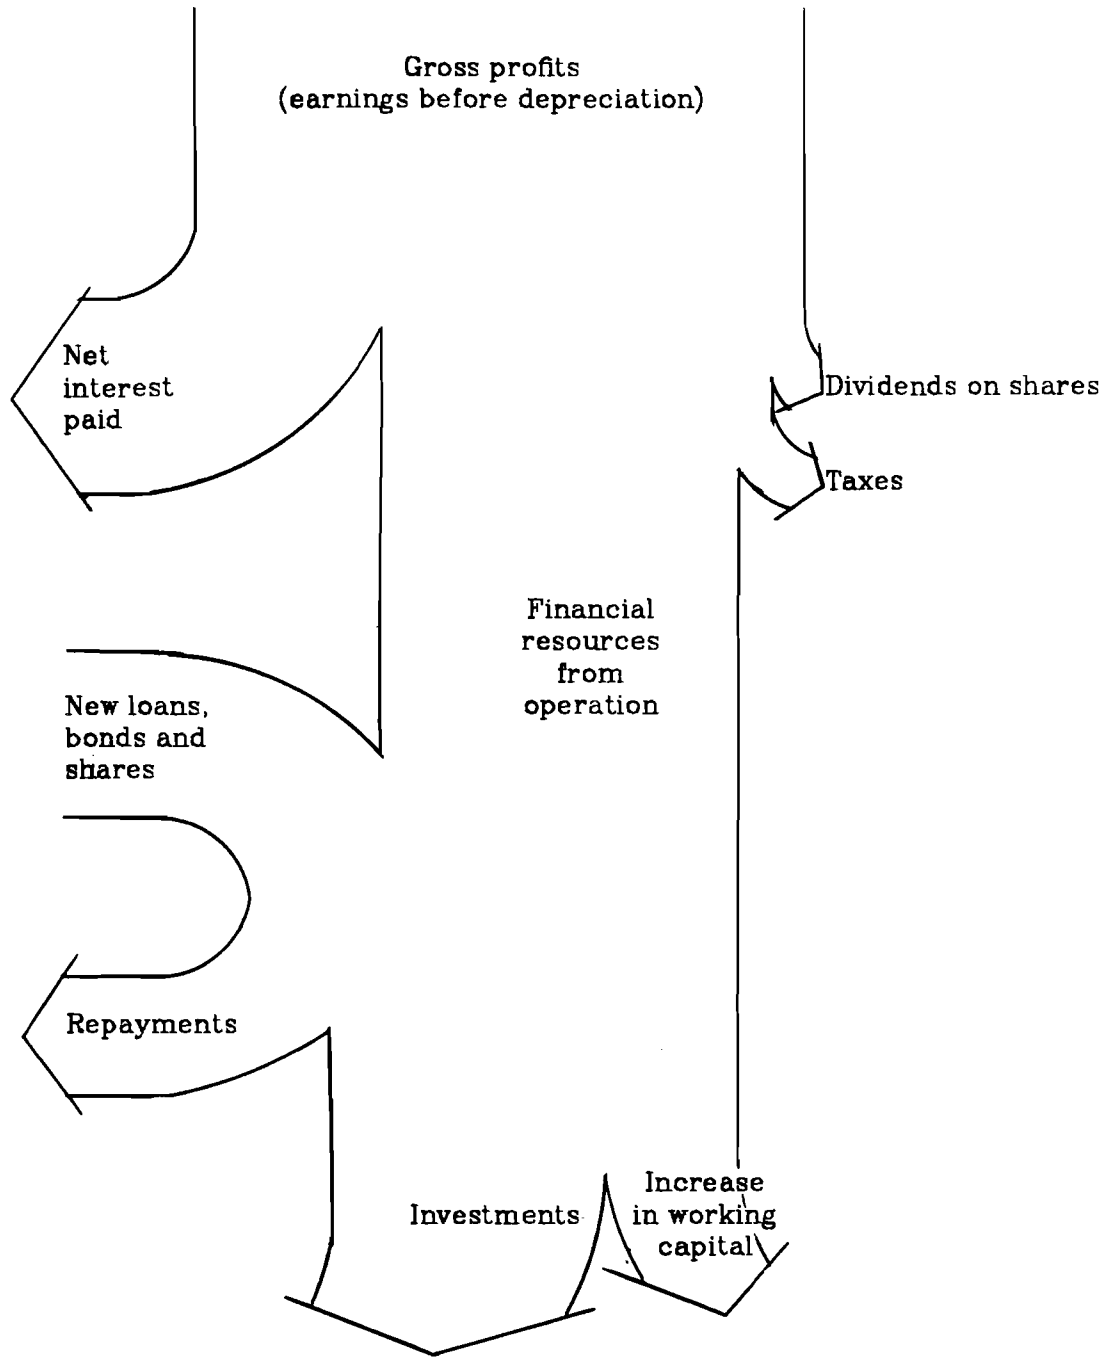 Gross profits
(earnings before depreciation)
Net
interest
paid
Dividends on shares
Taxes
Financial
resources
from
operation
New loans,
bonds and
shares
Repayments
Investments
Increase
in working
capital